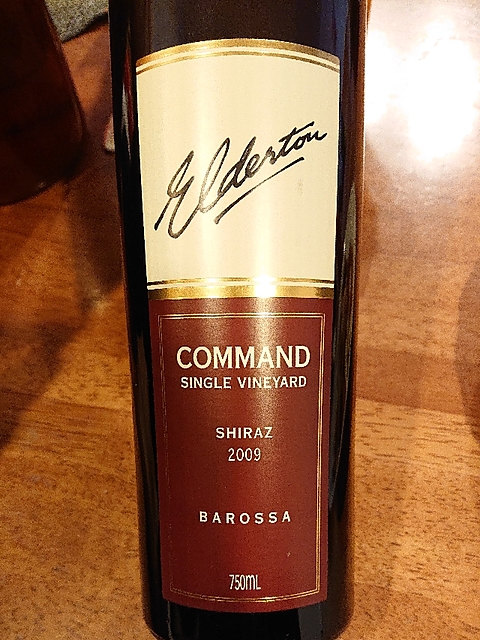 Elderton
COMMAND
SINGLE VINEYARD
SHIRAZ
2009
BAROSSA
750mL